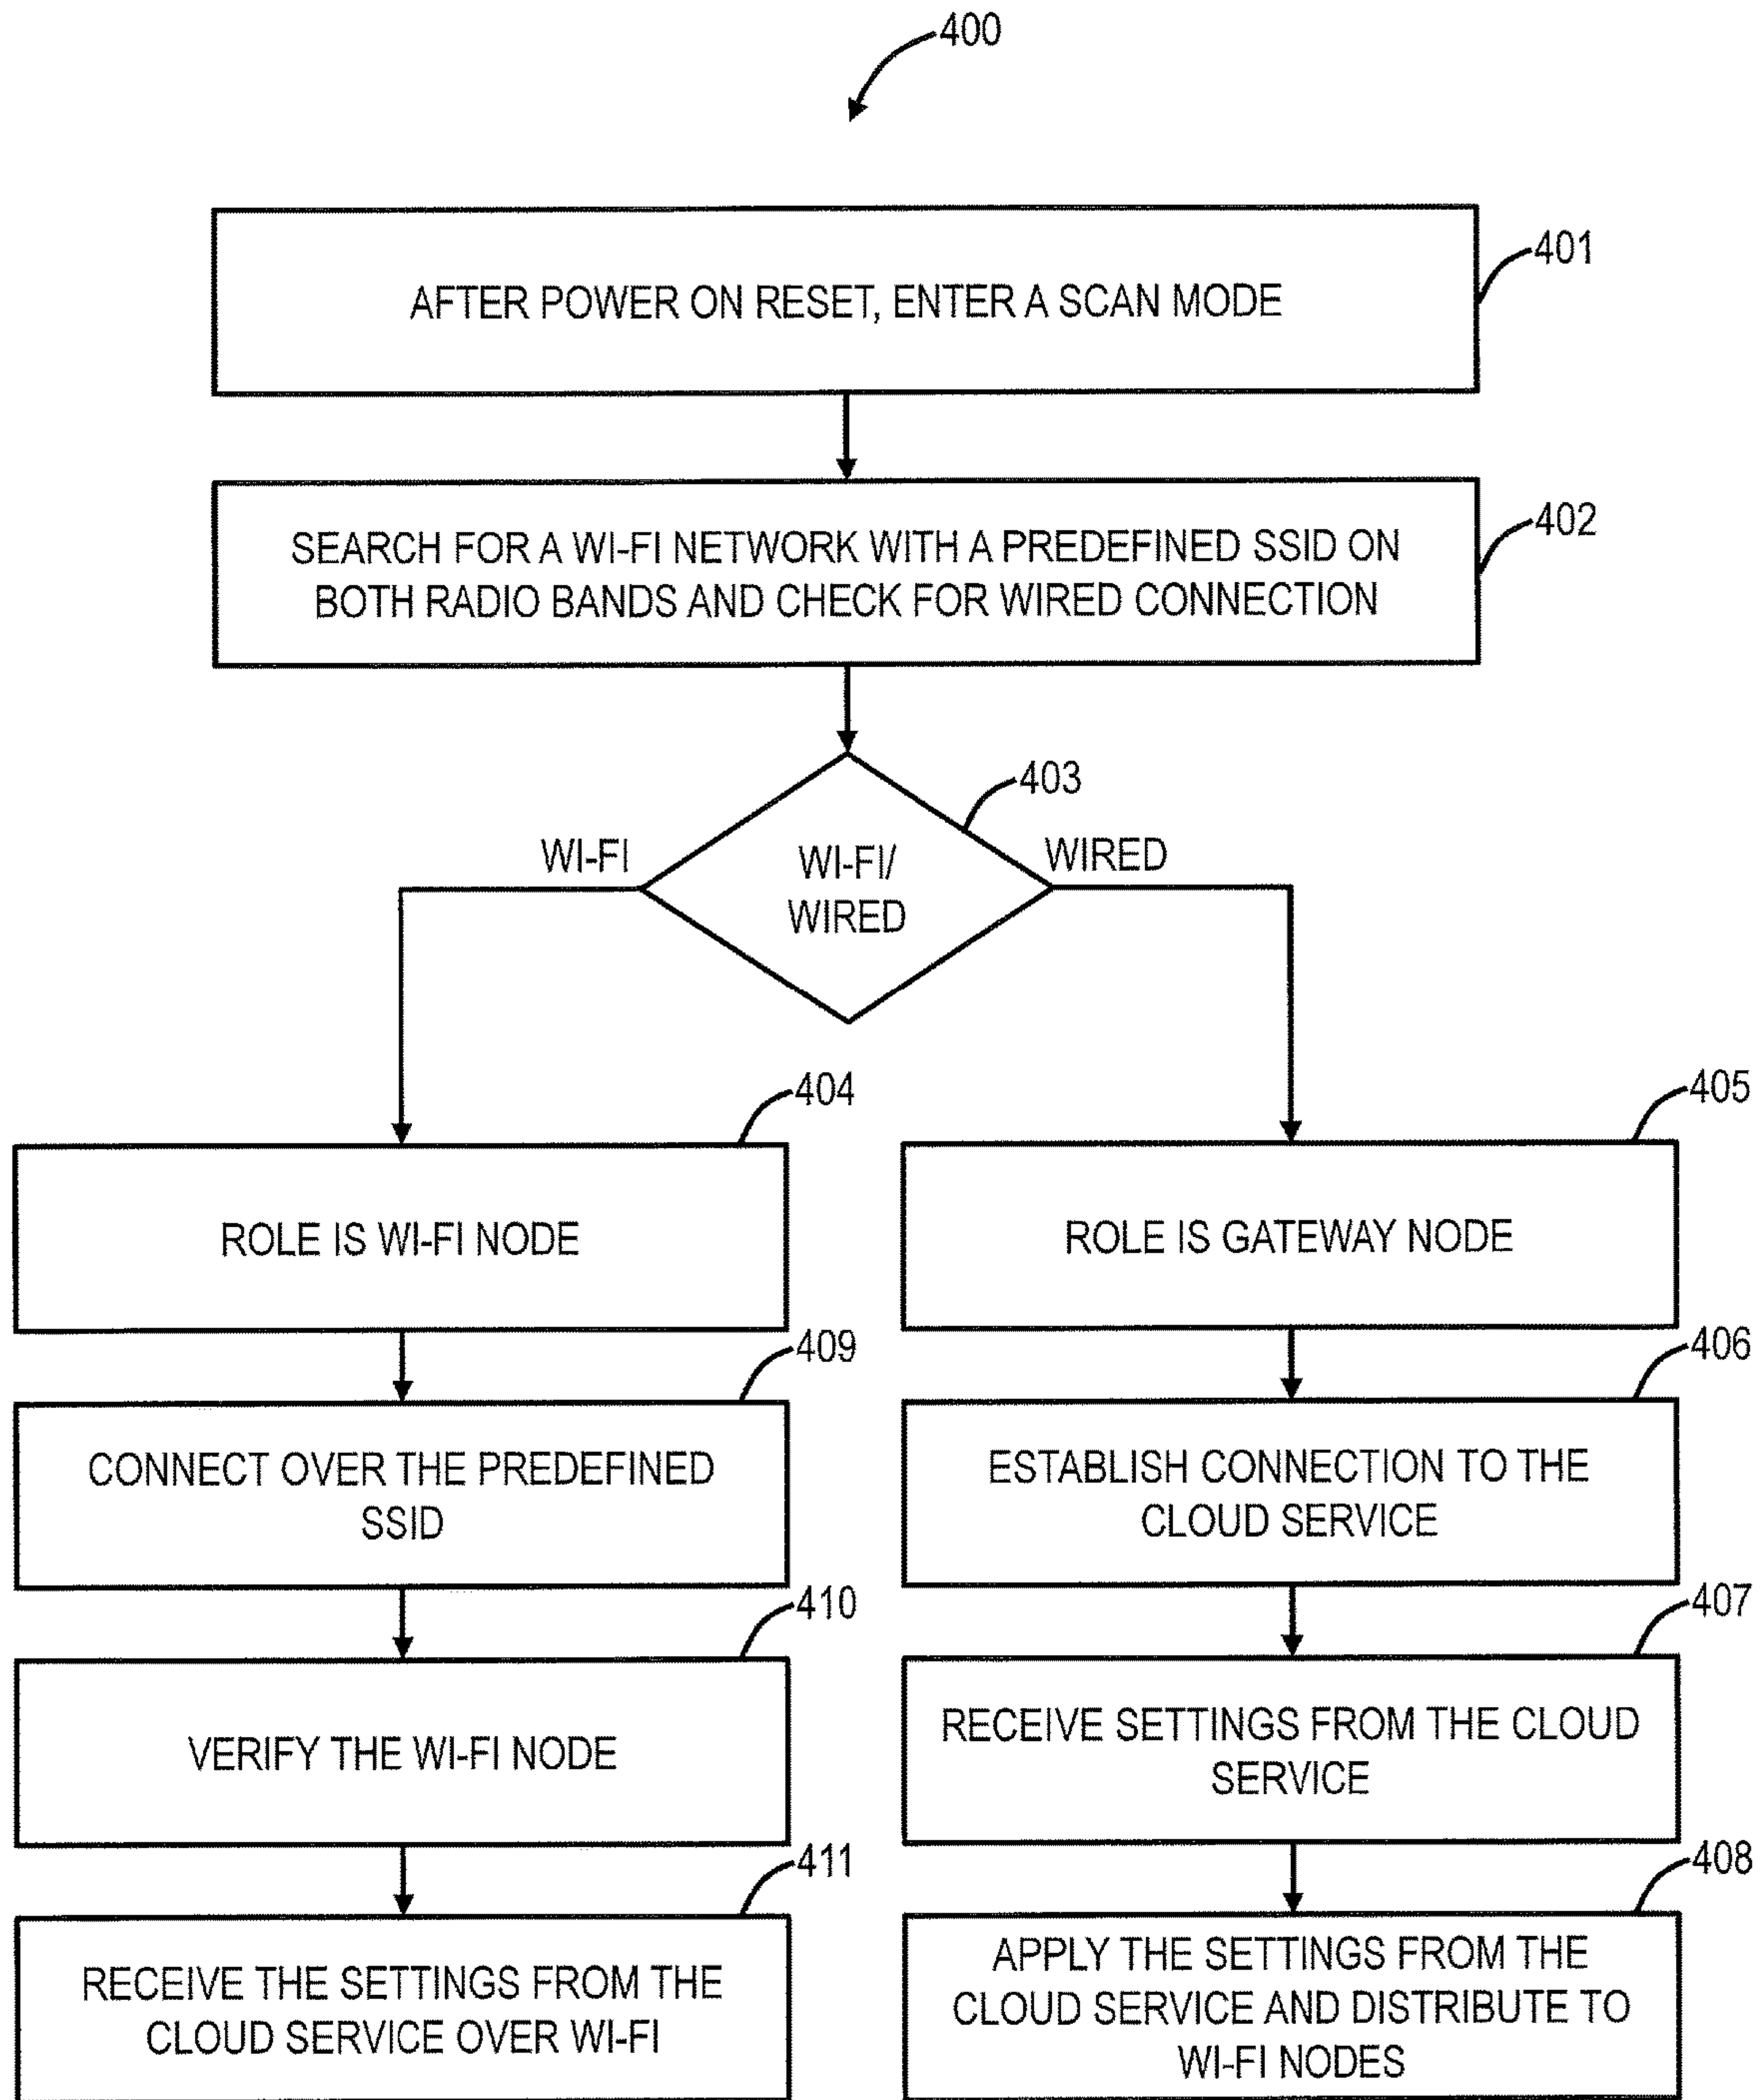 400
401
AFTER POWER ON RESET, ENTER A SCAN MODE
402
SEARCH FOR A WI-FI NETWORK WITH A PREDEFINED SSID ON
BOTH RADIO BANDS AND CHECK FOR WIRED CONNECTION
403
WI-FI
WI-FI/
WIRED
WIRED
404
ROLE IS WI-FI NODE
405
ROLE IS GATEWAY NODE
409
CONNECT OVER THE PREDEFINED
SSID
406
ESTABLISH CONNECTION TO THE
CLOUD SERVICE
410
VERIFY THE WI-FI NODE
407
RECEIVE SETTINGS FROM THE CLOUD
SERVICE
411
RECEIVE THE SETTINGS FROM THE
CLOUD SERVICE OVER WI-FI
408
APPLY THE SETTINGS FROM THE
CLOUD SERVICE AND DISTRIBUTE TO
WI-FI NODES